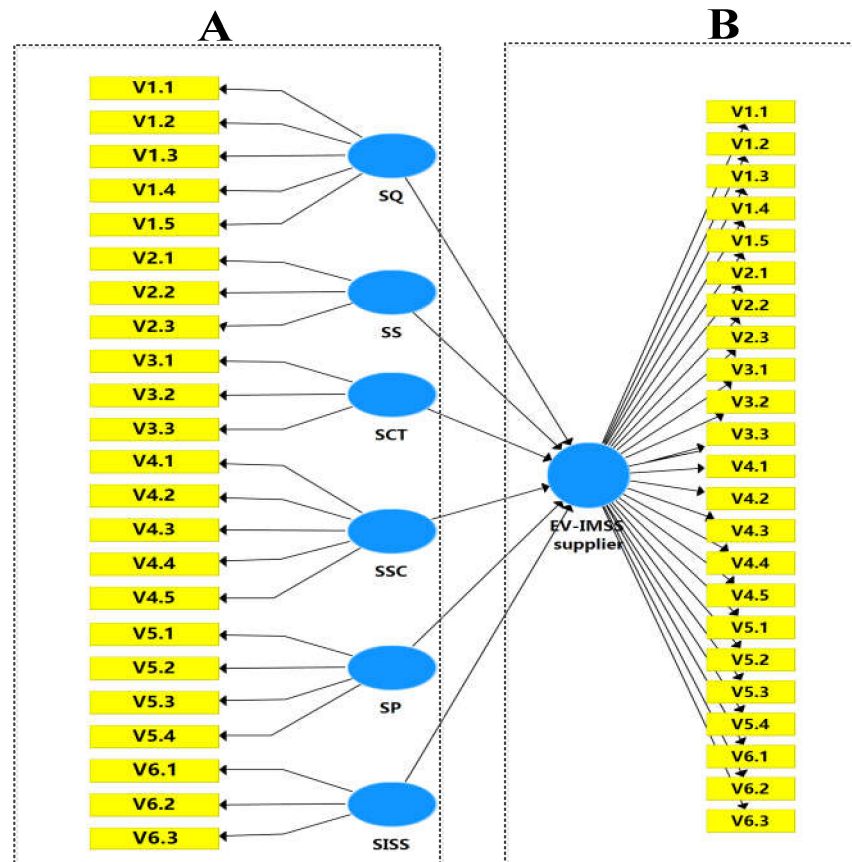 A
B
V1.1
V1.2
V1.3
V1.4
V1.5
V2.1
V2.2
V2.3
V3.1
V3.2
V3.3
V4.1
V4.2
V4.3
V4.4
V4.5
V5.1
V5.2
V5.3
V5.4
V6.1
V6.2
V6.3
SQ
SS
SCT
SSC
SP
SISS
EV-IMSS
supplier
V1.1
V1.2
V1.3
V1.4
V1.5
V2.1
V2.2
V2.3
V3.1
V3.2
V3.3
V4.1
V4.2
V4.3
V4.4
V4.5
V5.1
V5.2
V5.3
V5.4
V6.1
V6.2
V6.3